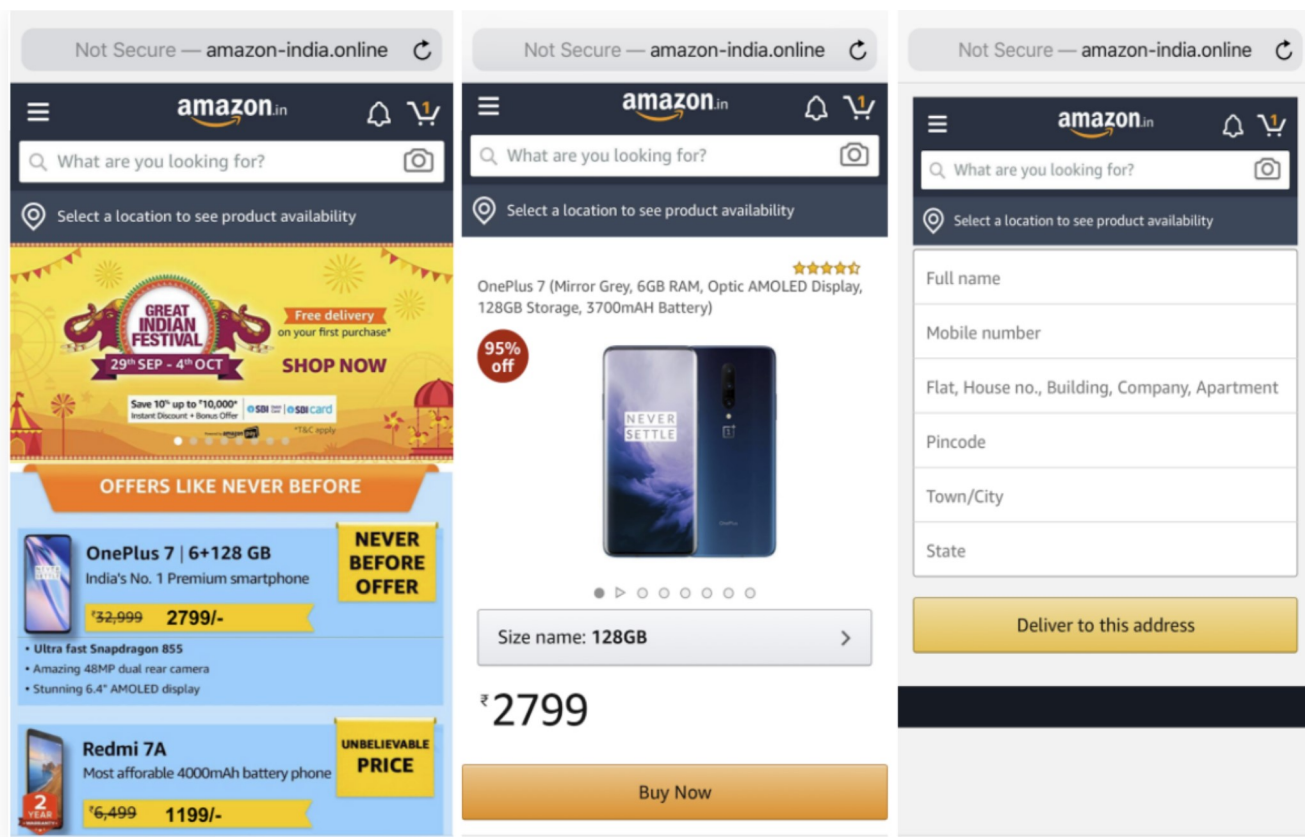 Not Secure — amazon-india.online
amazon.in
1
What are you looking for?
Select a location to see product availability
GREAT
INDIAN
FESTIVAL
29th SEP - 4th OCT
Free delivery
on your first purchase*
SHOP NOW
Save 10% up to ₹10,000*
Instant Discount + Bonus Offer
SBI
SBI card
*T&C apply
amazon pay
OFFERS LIKE NEVER BEFORE
OnePlus 7 | 6+128 GB
India's No. 1 Premium smartphone
NEVER
BEFORE
OFFER
₹32,999 2799/-
• Ultra fast Snapdragon 855
• Amazing 48MP dual rear camera
• Stunning 6.4" AMOLED display
Redmi 7A
Most afforable 4000mAh battery phone
UNBELIEVABLE
PRICE
2
YEAR
₹6,499 1199/-
Not Secure — amazon-india.online
amazon.in
1
What are you looking for?
Select a location to see product availability
OnePlus 7 (Mirror Grey, 6GB RAM, Optic AMOLED Display,
128GB Storage, 3700mAH Battery)
95%
off
NEVER
SETTLE
Size name: 128GB
₹2799
Buy Now
Not Secure — amazon-india.online
amazon.in
1
What are you looking for?
Select a location to see product availability
Full name
Mobile number
Flat, House no., Building, Company, Apartment
Pincode
Town/City
State
Deliver to this address